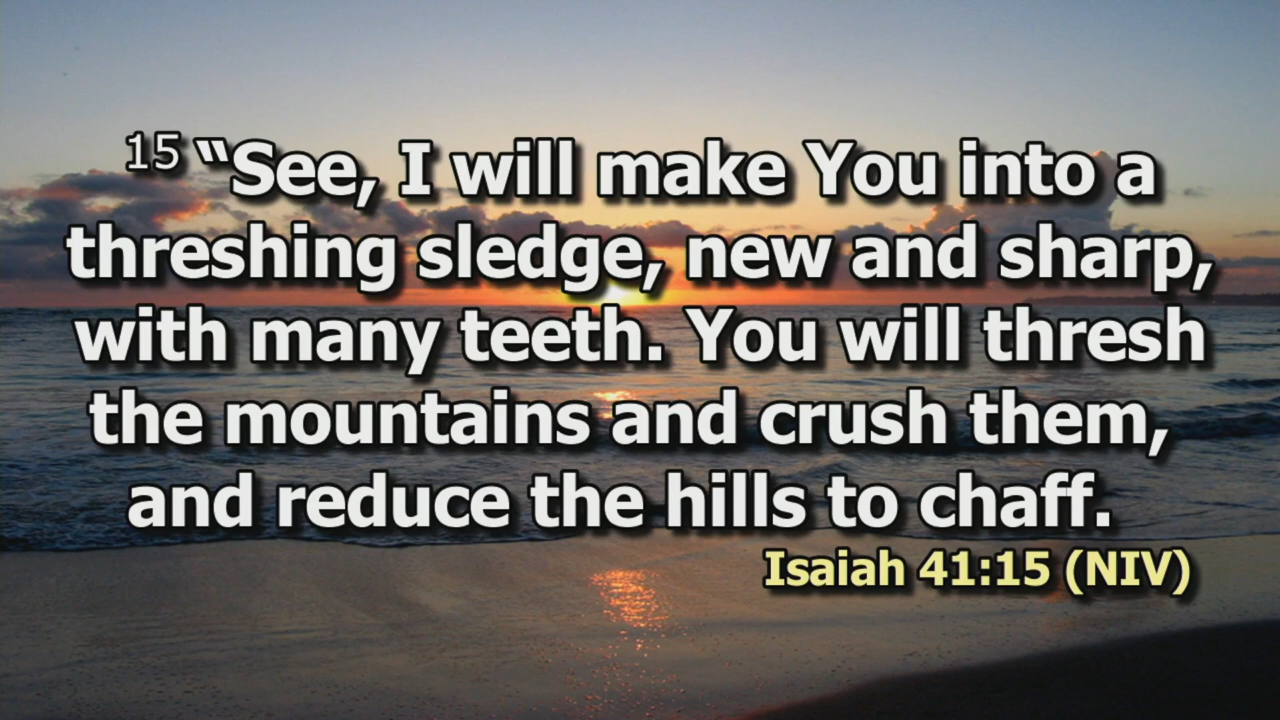 15 “See, I will make You into a
threshing sledge, new and sharp,
with many teeth. You will thresh
the mountains and crush them,
and reduce the hills to chaff.
Isaiah 41:15 (NIV)